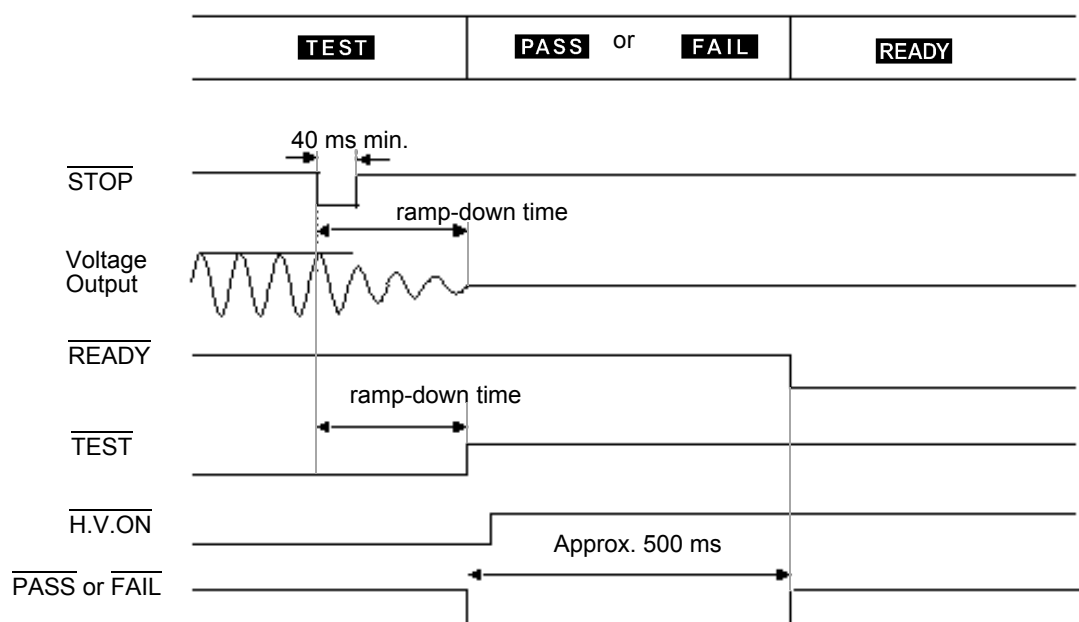 TEST PASS or FAIL READY
40 ms min.
STOP
ramp-down time
Voltage
Output
READY
ramp-down time
TEST
H.V.ON
Approx. 500 ms
PASS or FAIL